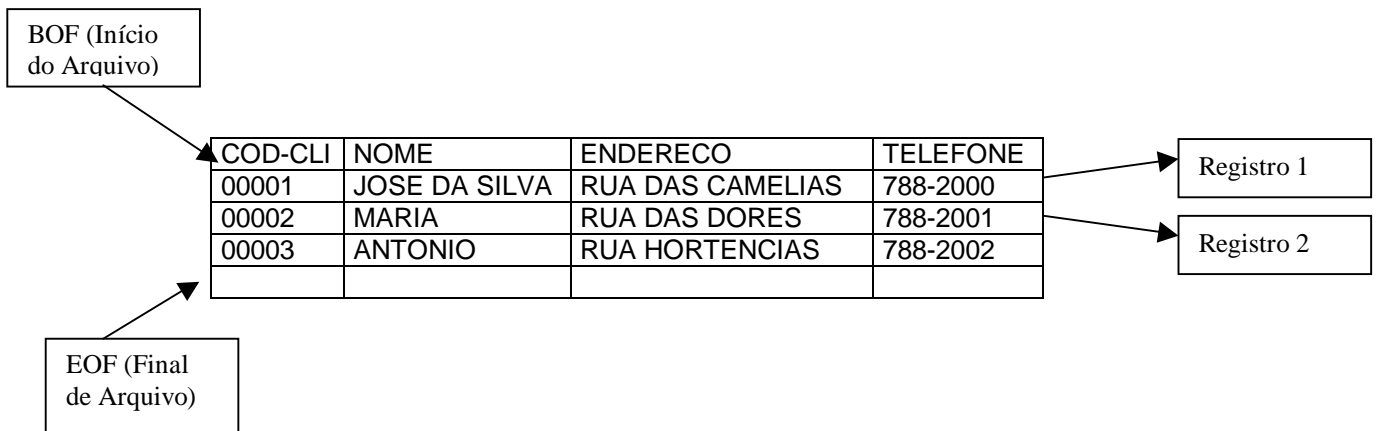 BOF (Início
do Arquivo)
COD-CLI NOME ENDERECO TELEFONE
00001 JOSE DA SILVA RUA DAS CAMELIAS 788-2000
00002 MARIA RUA DAS DORES 788-2001
00003 ANTONIO RUA HORTENCIAS 788-2002
Registro 1
Registro 2
EOF (Final
de Arquivo)